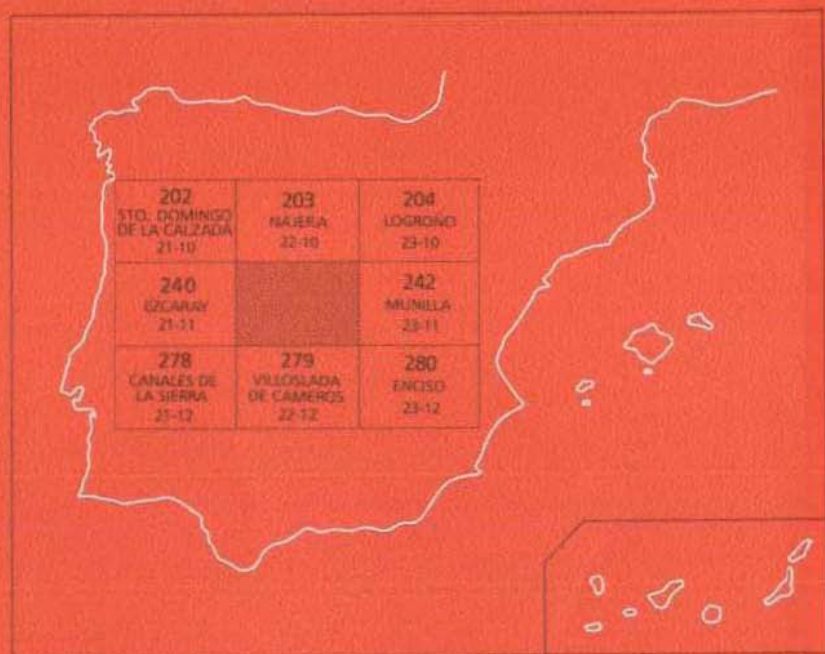 202
STO. DOMINGO
DE LA CALZADA
21-10
203
NÁJERA
22-10
204
LOGROÑO
23-10
240
EZCARAY
21-11
242
MUNILLA
23-11
278
CANALES DE
LA SIERRA
21-12
279
VILLOSLADA
DE CAMEROS
22-12
280
ENCISO
23-12